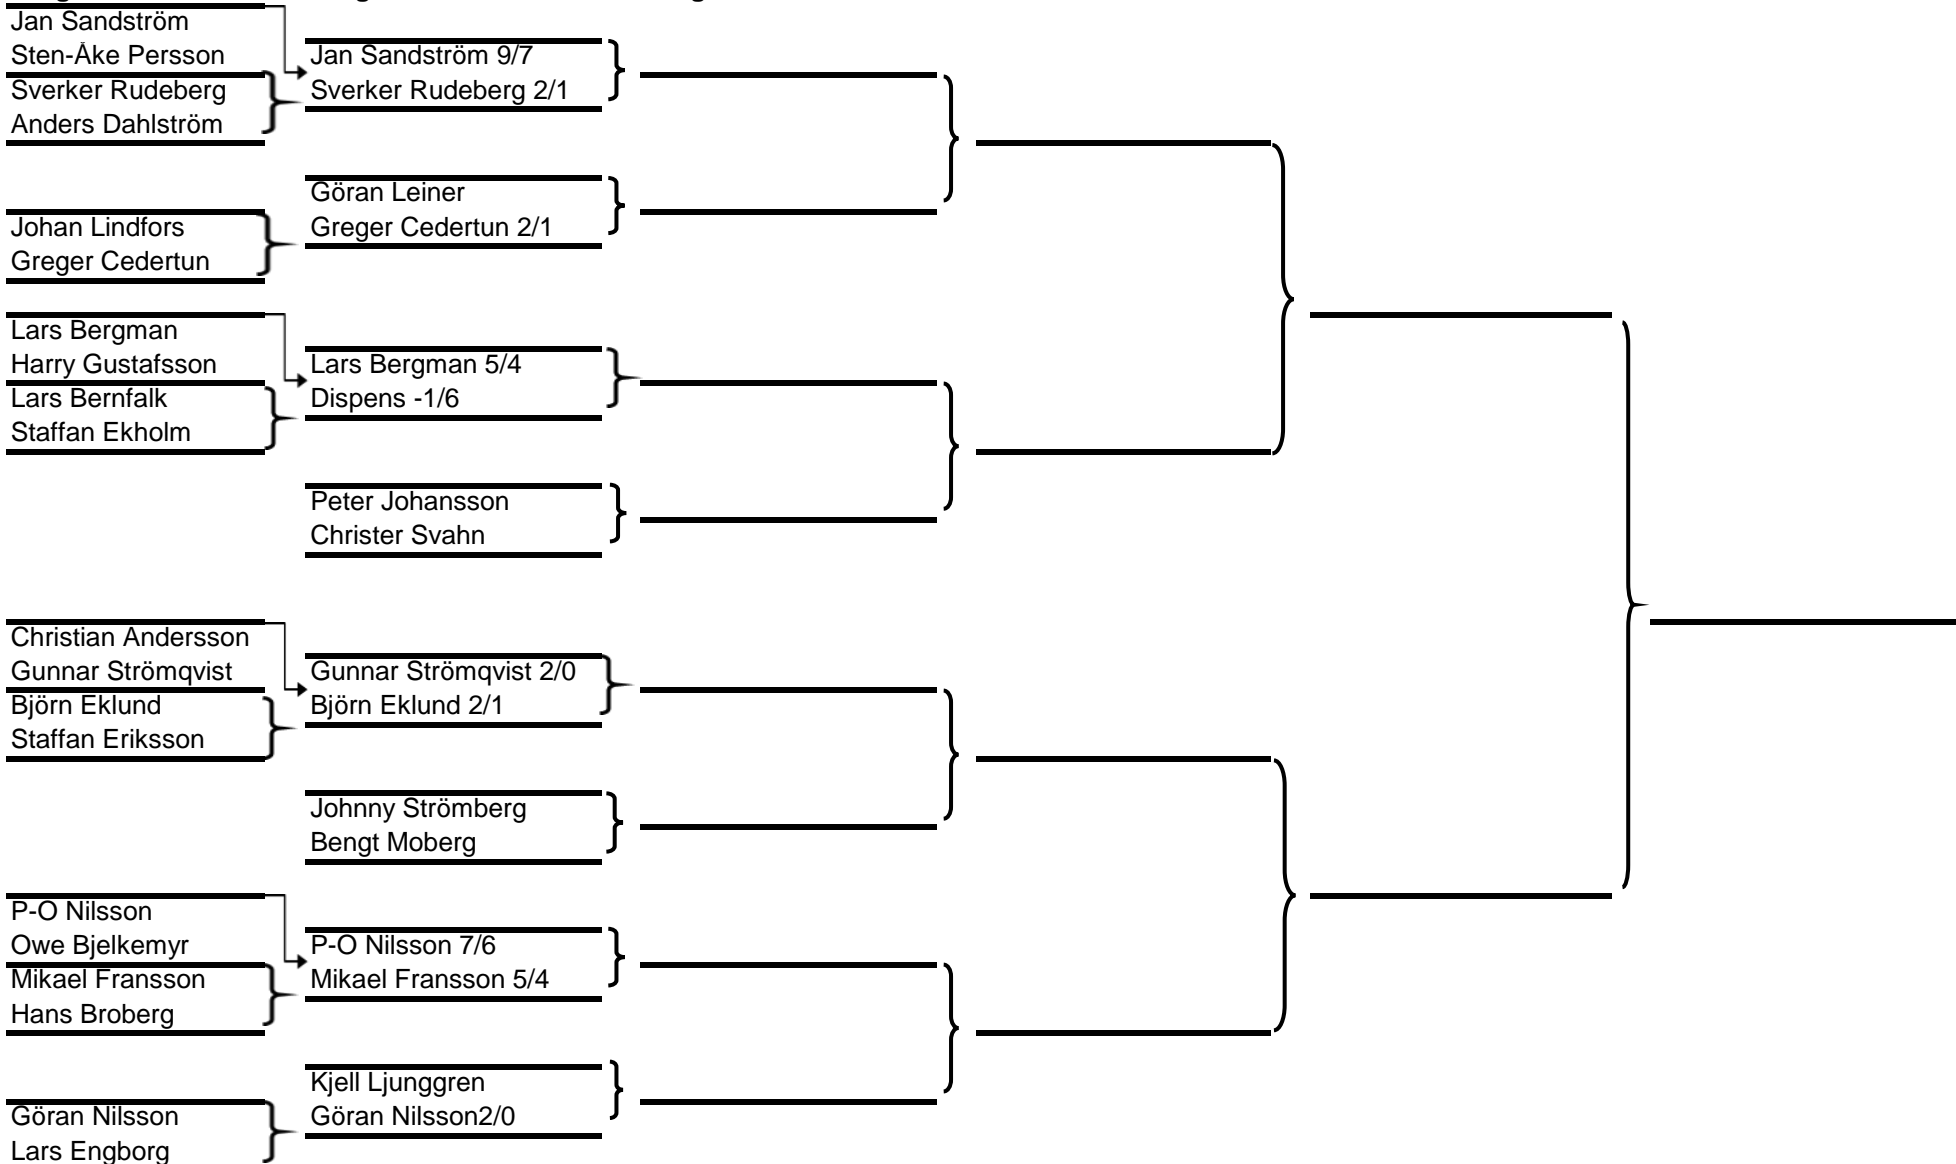 Jan Sandström
Sten-Åke Persson
Sverker Rudeberg
Anders Dahlström
Johan Lindfors
Greger Cedertun
Lars Bergman
Harry Gustafsson
Lars Bernfalk
Staffan Ekholm
Christian Andersson
Gunnar Strömqvist
Björn Eklund
Staffan Eriksson
P-O Nilsson
Owe Bjelkemyr
Mikael Fransson
Hans Broberg
Göran Nilsson
Lars Engborg
Jan Sandström 9/7
Sverker Rudeberg 2/1
Göran Leiner
Greger Cedertun 2/1
Lars Bergman 5/4
Dispens -1/6
Peter Johansson
Christer Svahn
Gunnar Strömqvist 2/0
Björn Eklund 2/1
Johnny Strömberg
Bengt Moberg
P-O Nilsson 7/6
Mikael Fransson 5/4
Kjell Ljunggren
Göran Nilsson2/0